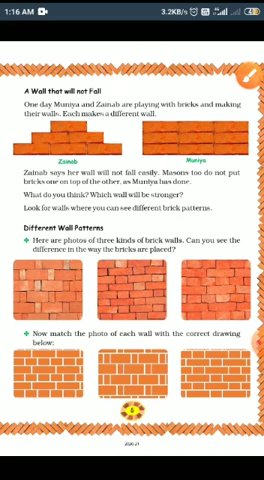 1:16 AM
3.2KB/s
A Wall that will not Fall
One day Muniya and Zainab are playing with bricks and making
their walls. Each makes a different wall.
Zainab
Muniya
Zainab says her wall will not fall easily. Masons too do not put
bricks one on top of the other, as Muniya has done.
What do you think? Which wall will be stronger?
Look for walls where you can see different brick patterns.
Different Wall Patterns
Here are photos of three kinds of brick walls. Can you see the
difference in the way the bricks are placed?
Now match the photo of each wall with the correct drawing
below:
2020-21